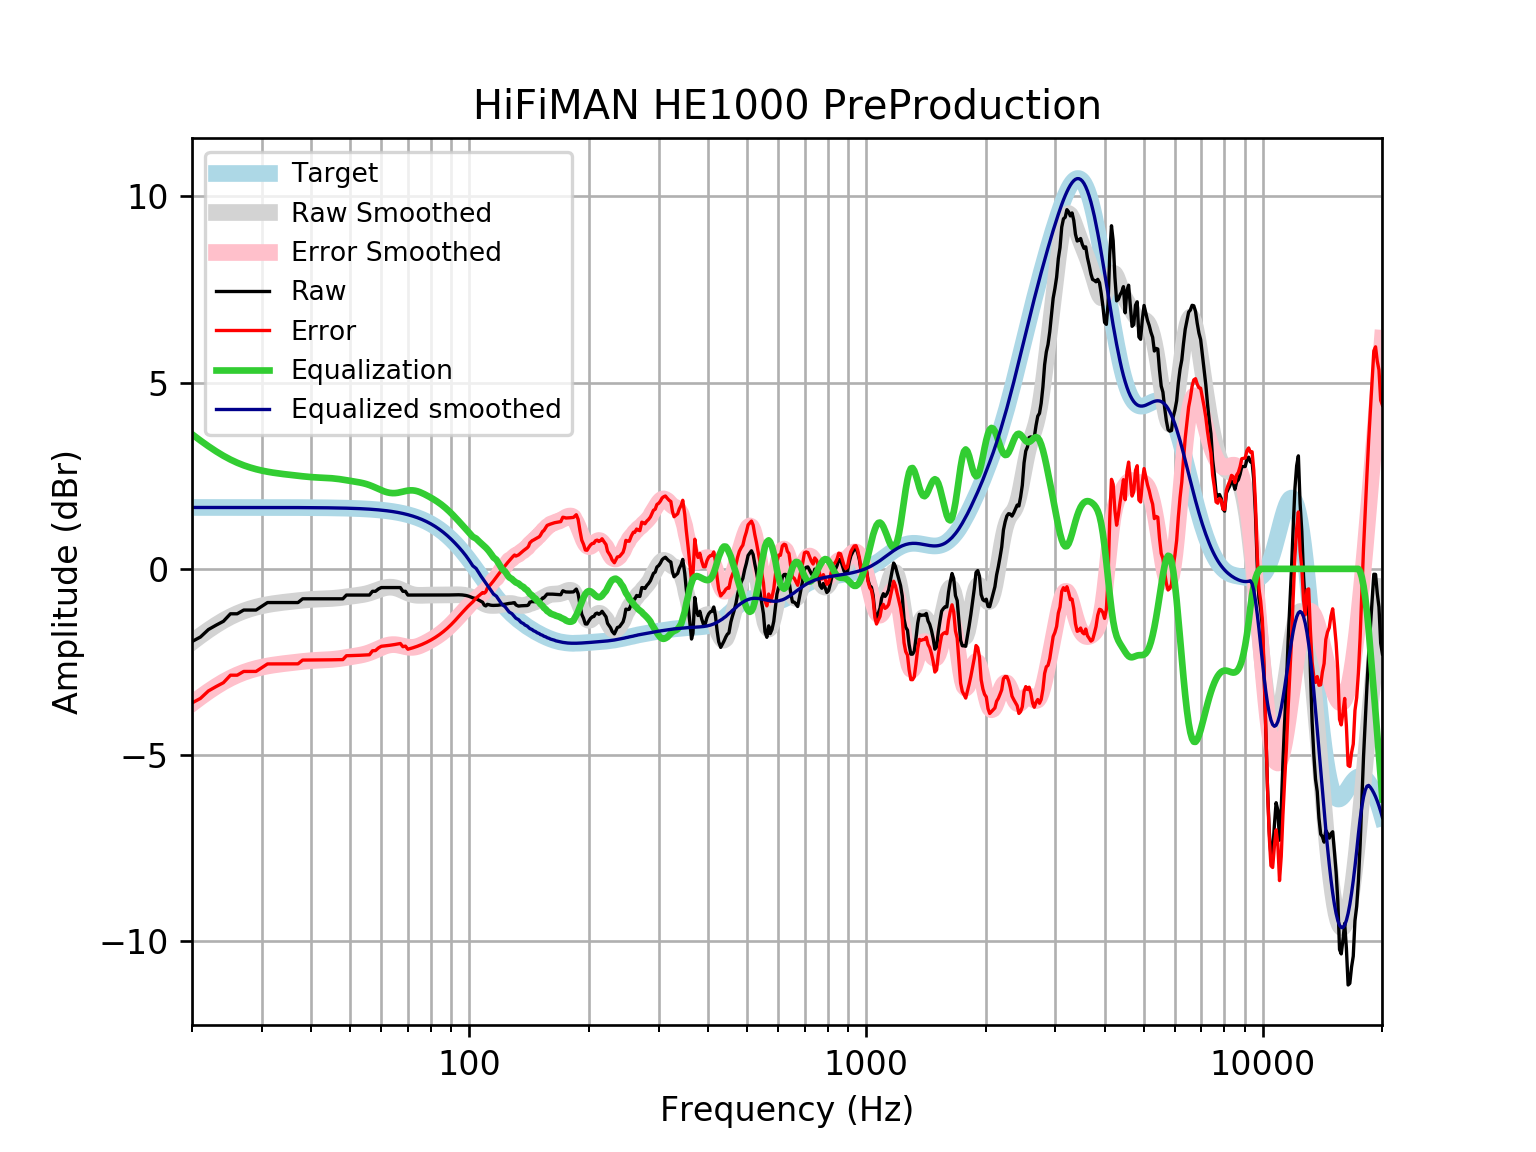 HiFiMAN HE1000 PreProduction
Target
Raw Smoothed
Error Smoothed
Raw
Error
Equalization
Equalized smoothed
10
5
0
−5
−10
Amplitude (dBr)
100
1000
10000
Frequency (Hz)